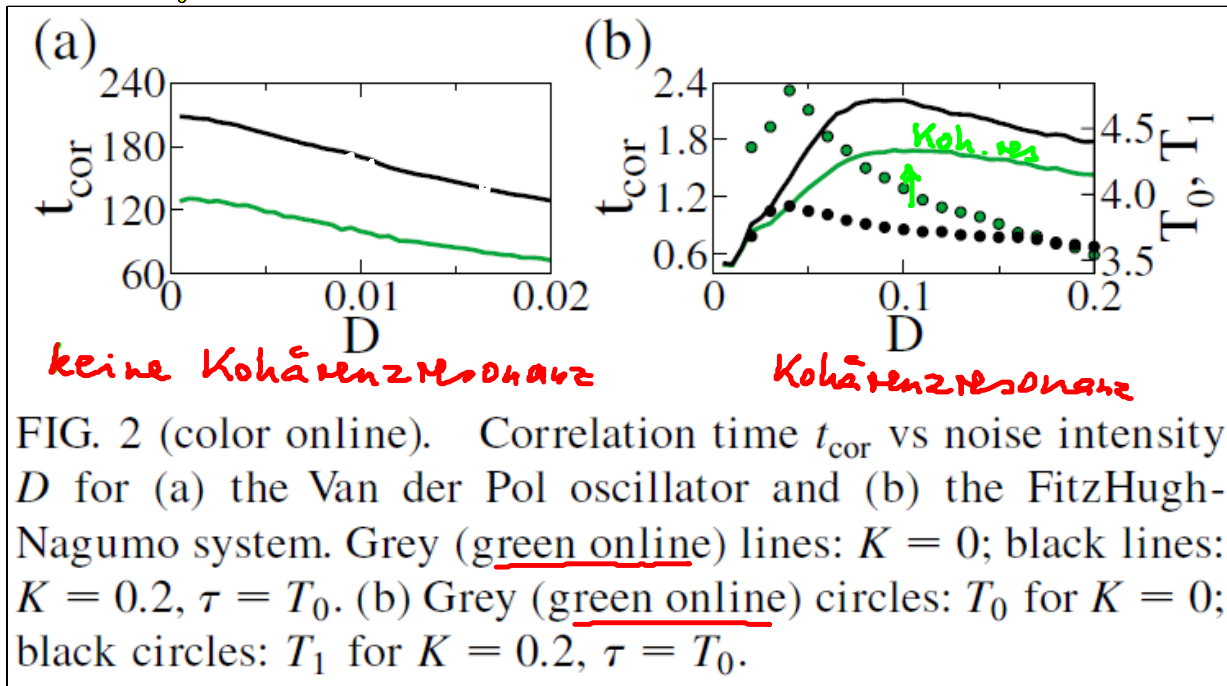 (a)
(b)
240
180
120
60
t_cor
0
0.01
0.02
D
2.4
1.8
1.2
0.6
t_cor
Koh. res
4.5
4.0
3.5
T_0, T_1
0
0.1
0.2
D
keine Kohärenzresonanz
Kohärenzresonanz
FIG. 2 (color online). Correlation time t_cor vs noise intensity
D for (a) the Van der Pol oscillator and (b) the FitzHugh-
Nagumo system. Grey (green online) lines: K = 0; black lines:
K = 0.2, τ = T_0. (b) Grey (green online) circles: T_0 for K = 0;
black circles: T_1 for K = 0.2, τ = T_0.